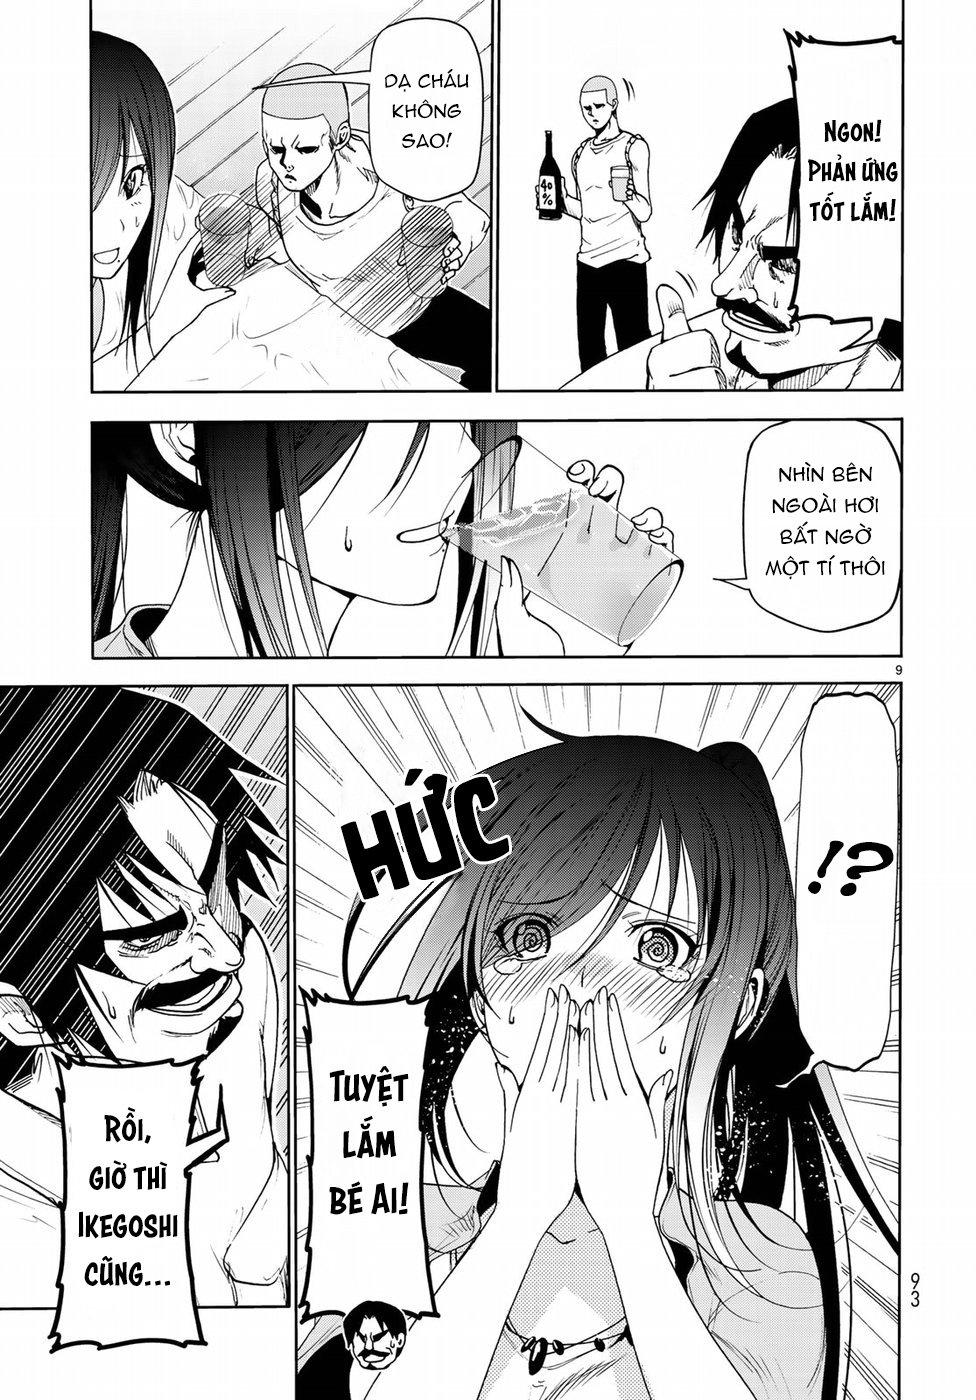 NGON!
PHẢN ỨNG
TỐT LẮM!
40
%
DẠ CHÁU
KHÔNG
SAO!
NHÌN BÊN
NGOÀI HƠI
BẤT NGỜ
MỘT TÍ THÔI
9
!?
HỨC
TUYỆT
LẮM
BÉ AI!
RỒI,
GIỜ THÌ
IKEGOSHI
CŨNG...
93